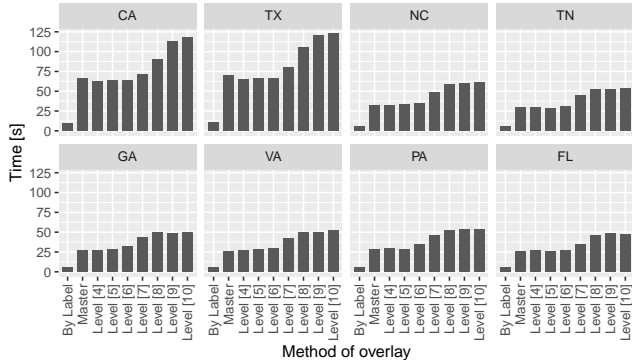 CA TX NC TN
125
100
75
50
25
0
GA VA PA FL
125
100
75
50
25
0
Time [s]
By Label Master Level [4] Level [5] Level [6] Level [7] Level [8] Level [9] Level [10]
By Label Master Level [4] Level [5] Level [6] Level [7] Level [8] Level [9] Level [10]
By Label Master Level [4] Level [5] Level [6] Level [7] Level [8] Level [9] Level [10]
By Label Master Level [4] Level [5] Level [6] Level [7] Level [8] Level [9] Level [10]
Method of overlay